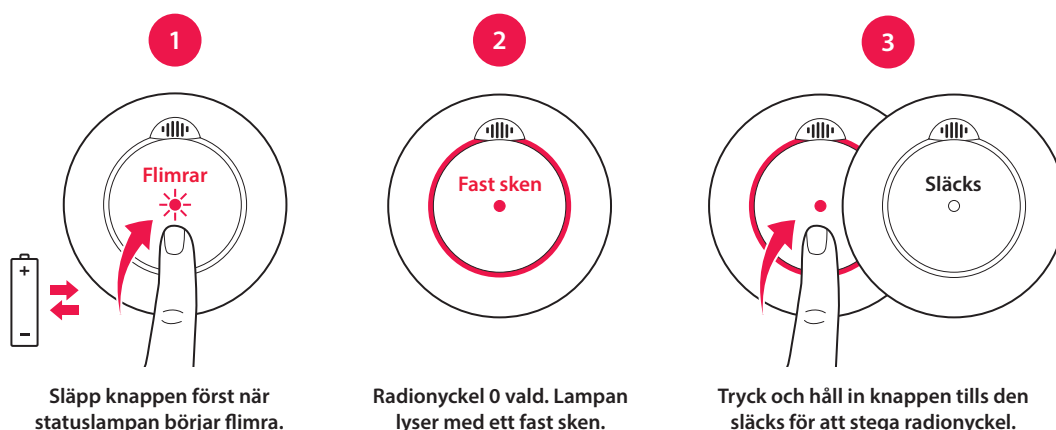 1
2
3
Flimrar
Fast sken
Släcks
+
–
Släpp knappen först när
statuslampan börjar flimra.
Radionyckel 0 vald. Lampan
lyser med ett fast sken.
Tryck och håll in knappen tills den
släcks för att stega radionyckel.